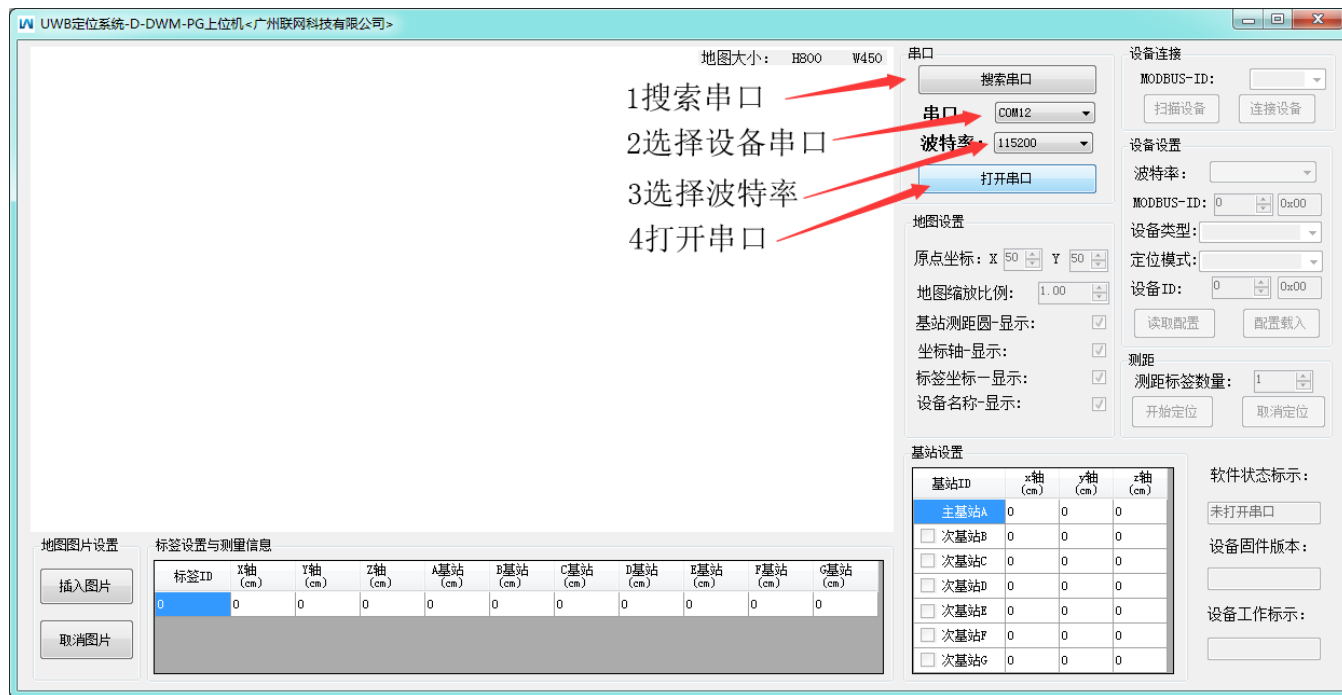 UWB定位系统-D-DWM-PG上位机<广州联网科技有限公司>
地图大小: H800 W450
1搜索串口
2选择设备串口
3选择波特率
4打开串口
串口
搜索串口
串口 COM12
波特率: 115200
打开串口
地图设置
原点坐标: X 50 Y 50
地图缩放比例: 1.00
基站测距圆-显示:
坐标轴-显示:
标签坐标一显示:
设备名称-显示:
设备连接
MODBUS-ID:
扫描设备 连接设备
设备设置
波特率:
MODBUS-ID: 0 0x00
设备类型:
定位模式:
设备ID: 0 0x00
读取配置 配置载入
测距
测距标签数量: 1
开始定位 取消定位
基站设置
基站ID x轴(cm) y轴(cm) z轴(cm)
主基站A 0 0 0
次基站B 0 0 0
次基站C 0 0 0
次基站D 0 0 0
次基站E 0 0 0
次基站F 0 0 0
次基站G 0 0 0
软件状态标示:
未打开串口
设备固件版本:
设备工作标示:
地图图片设置
插入图片
取消图片
标签设置与测量信息
标签ID X轴(cm) Y轴(cm) Z轴(cm) A基站(cm) B基站(cm) C基站(cm) D基站(cm) E基站(cm) F基站(cm) G基站(cm)
0 0 0 0 0 0 0 0 0 0 0